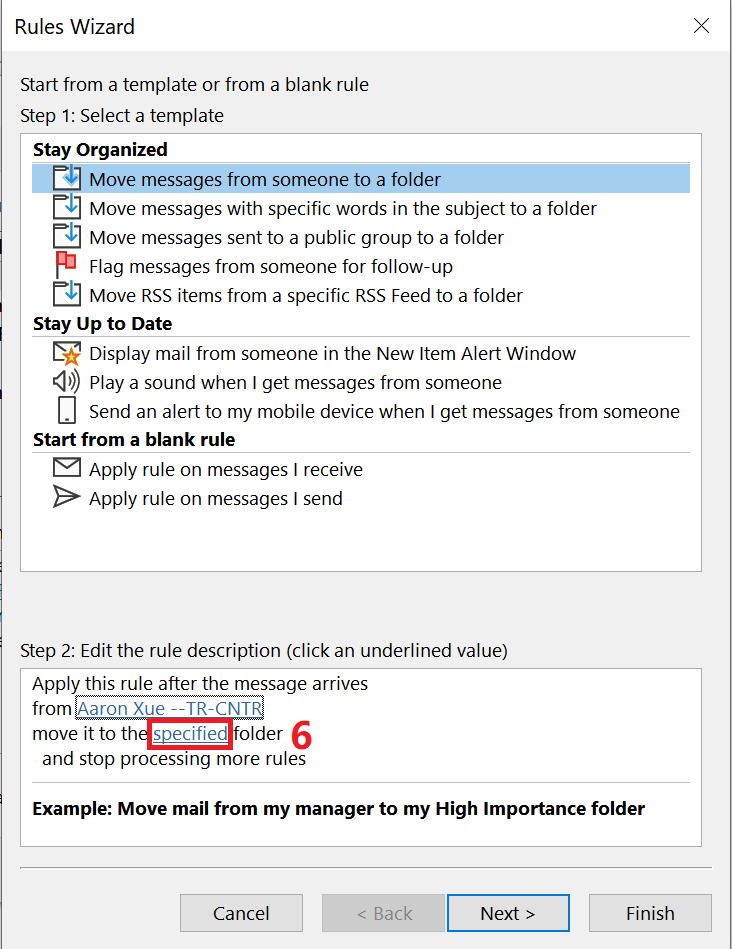 Rules Wizard
Start from a template or from a blank rule
Step 1: Select a template
Stay Organized
Move messages from someone to a folder
Move messages with specific words in the subject to a folder
Move messages sent to a public group to a folder
Flag messages from someone for follow-up
Move RSS items from a specific RSS Feed to a folder
Stay Up to Date
Display mail from someone in the New Item Alert Window
Play a sound when I get messages from someone
Send an alert to my mobile device when I get messages from someone
Start from a blank rule
Apply rule on messages I receive
Apply rule on messages I send
Step 2: Edit the rule description (click an underlined value)
Apply this rule after the message arrives
from Aaron Xue --TR-CNTR
move it to the specified folder 6
and stop processing more rules
Example: Move mail from my manager to my High Importance folder
Cancel < Back Next > Finish